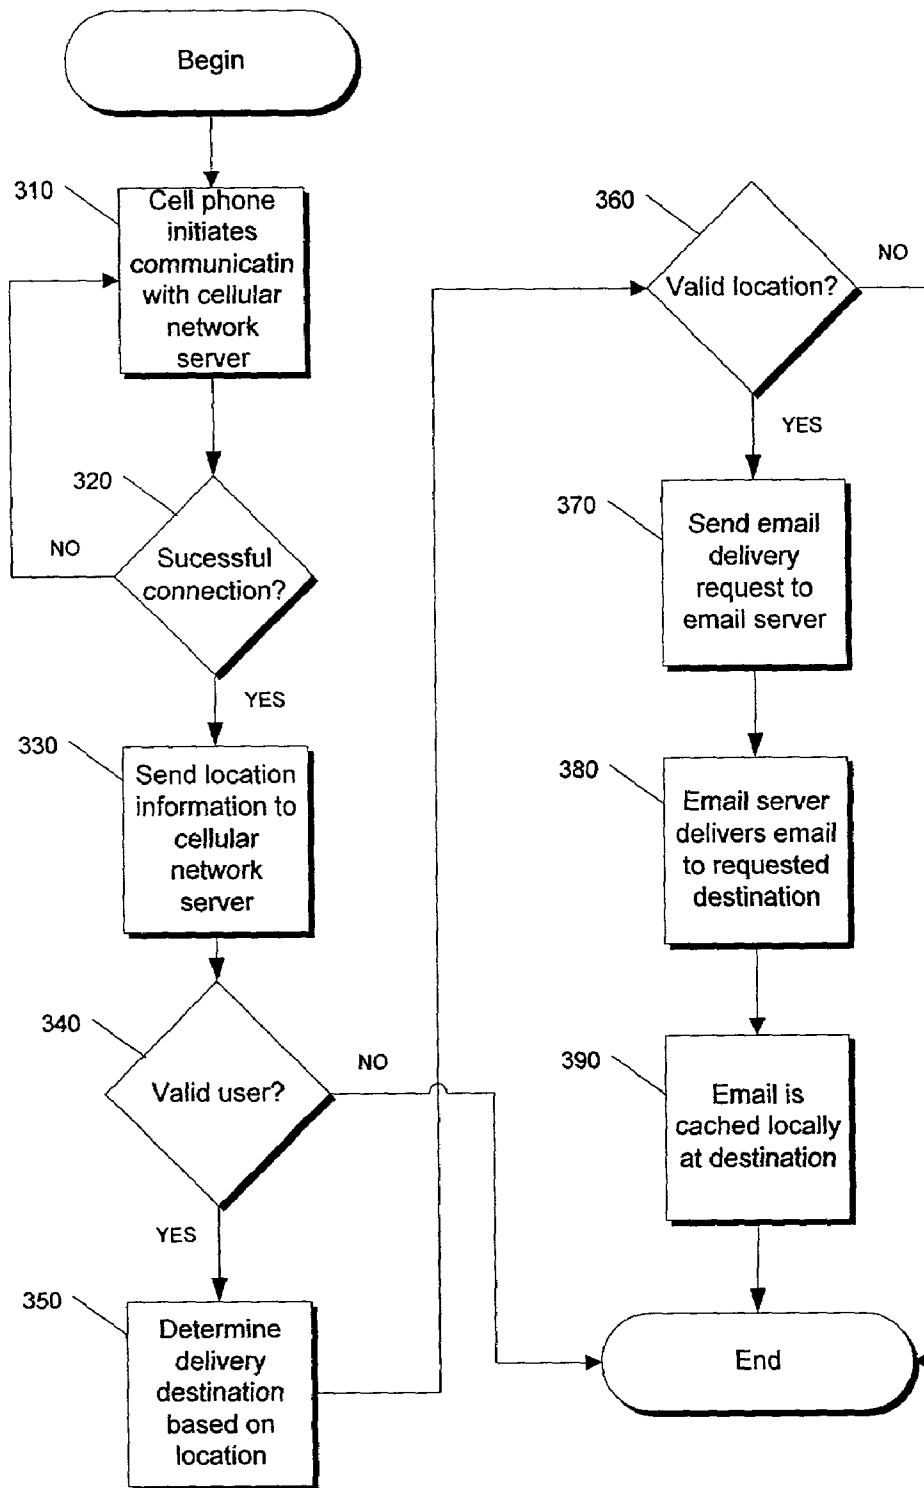 Begin
310
Cell phone
initiates
communicatin
with cellular
network
server
320
NO
Sucessful
connection?
YES
330
Send location
information to
cellular
network
server
340
NO
Valid user?
YES
350
Determine
delivery
destination
based on
location
360
NO
Valid location?
YES
370
Send email
delivery
request to
email server
380
Email server
delivers email
to requested
destination
390
Email is
cached locally
at destination
End